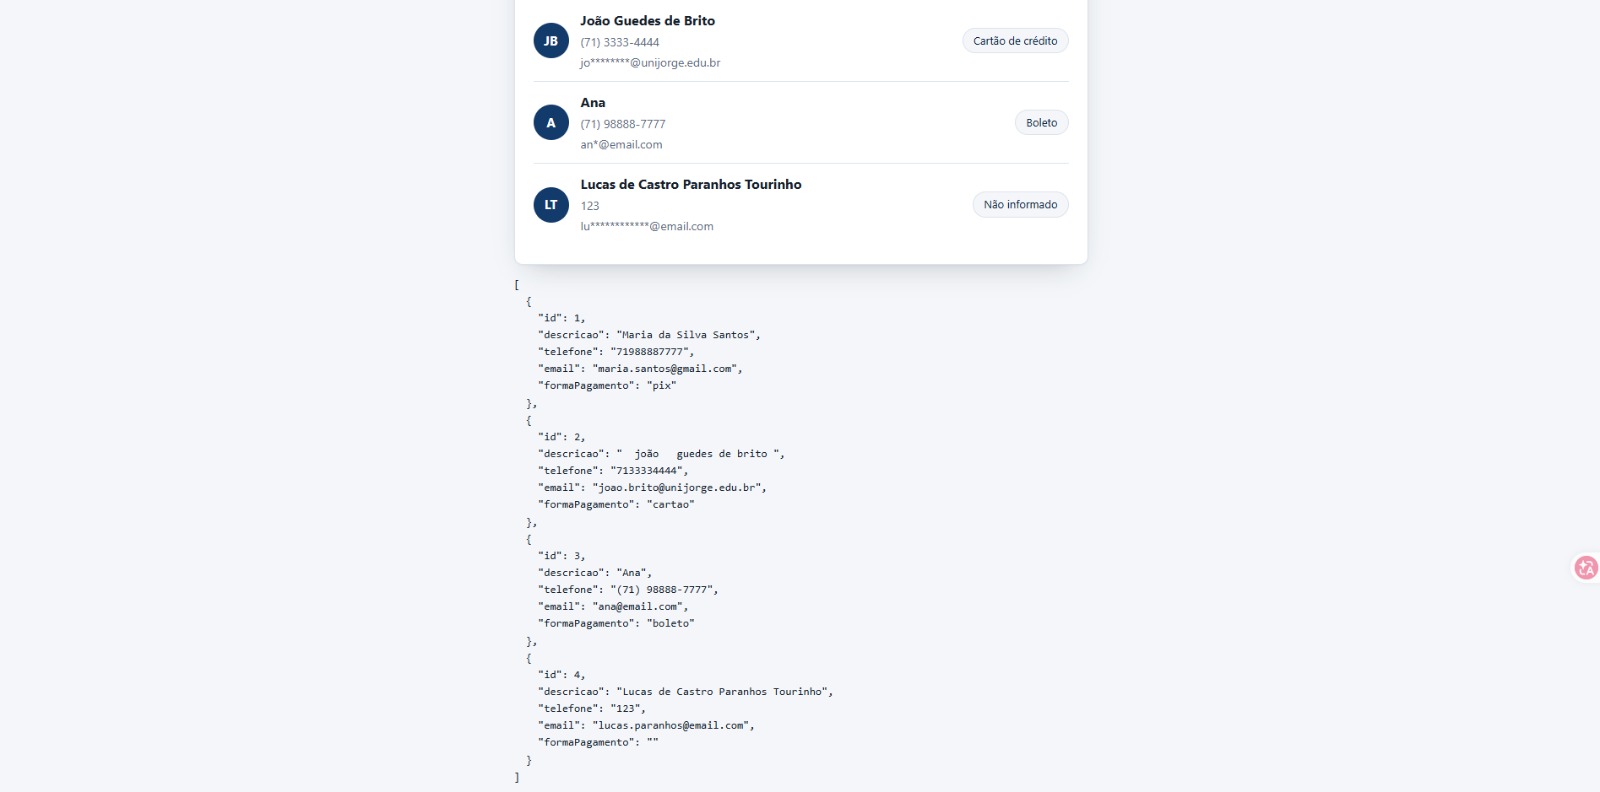 João Guedes de Brito
JB
(71) 3333-4444
Cartão de crédito
jo********@unijorge.edu.br
Ana
A
(71) 98888-7777
Boleto
an*@email.com
Lucas de Castro Paranhos Tourinho
LT
123
Não informado
lu************@email.com
[
  {
    "id": 1,
    "descricao": "Maria da Silva Santos",
    "telefone": "71988887777",
    "email": "maria.santos@gmail.com",
    "formaPagamento": "pix"
  },
  {
    "id": 2,
    "descricao": "  joão   guedes de brito ",
    "telefone": "7133334444",
    "email": "joao.brito@unijorge.edu.br",
    "formaPagamento": "cartao"
  },
  {
    "id": 3,
    "descricao": "Ana",
    "telefone": "(71) 98888-7777",
    "email": "ana@email.com",
    "formaPagamento": "boleto"
  },
  {
    "id": 4,
    "descricao": "Lucas de Castro Paranhos Tourinho",
    "telefone": "123",
    "email": "lucas.paranhos@email.com",
    "formaPagamento": ""
  }
]